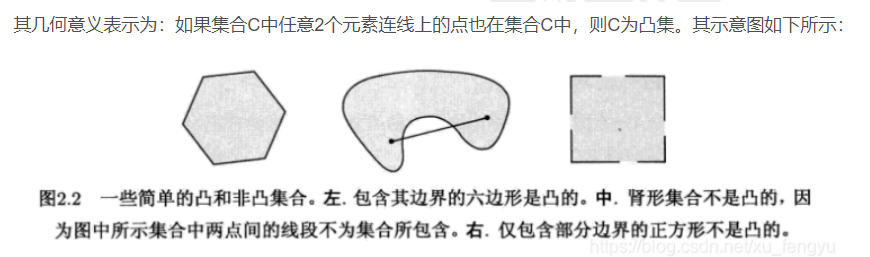 其几何意义表示为：如果集合C中任意2个元素连线上的点也在集合C中，则C为凸集。其示意图如下所示：
图2.2 一些简单的凸和非凸集合。左. 包含其边界的六边形是凸的。中. 肾形集合不是凸的，因
为图中所示集合中两点间的线段不为集合所包含。右. 仅包含部分边界的正方形不是凸的。
https://blog.csdn.net/xu_fengyu